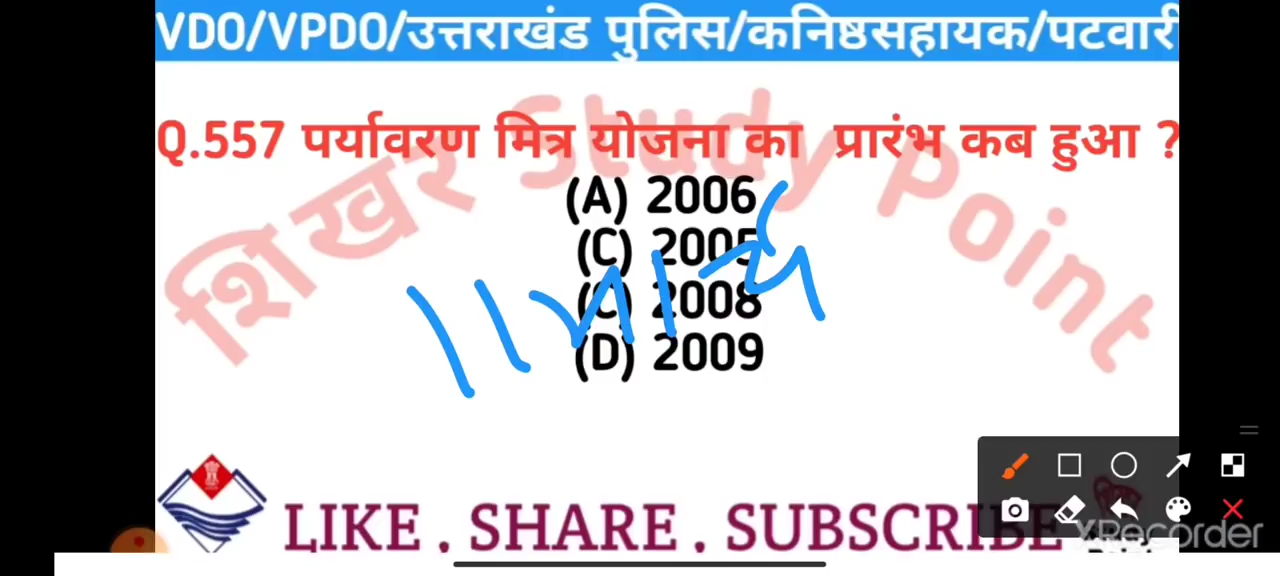 VDO/VPDO/उत्तराखंड पुलिस/कनिष्ठसहायक/पटवारी
Q.557 पर्यावरण मित्र योजना का प्रारंभ कब हुआ ?
(A) 2006
(C) 2005
(C) 2008
(D) 2009
शिखर Study Point
11 मार्च
LIKE . SHARE . SUBSCRIBE
XRecorder